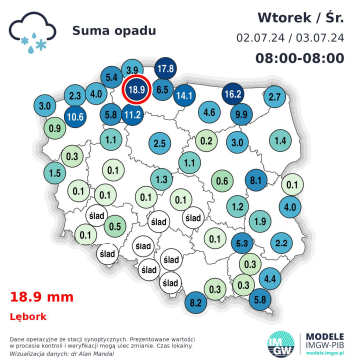 Suma opadu
Wtorek / Śr.
02.07.24 / 03.07.24
08:00-08:00
17.8
3.9
5.4
18.9
6.5
14.1
16.2
2.7
2.3
4.0
3.0
10.6
5.8
11.2
4.6
9.9
0.9
1.1
2.5
0.2
3.0
1.4
0.3
1.1
1.5
1.3
0.6
8.1
0.1
0.1
0.1
0.1
0.1
1.2
4.0
ślad
ślad
ślad
1.9
0.1
0.5
0.1
5.3
2.2
ślad
ślad
ślad
ślad
0.3
4.4
0.3
0.3
8.2
5.8
18.9 mm
Lębork
Dane operacyjne ze stacji synoptycznych. Prezentowane wartości
w procesie kontroli i weryfikacji mogą ulec zmianie. Czas lokalny.
Wizualizacja danych: dr Alan Mandal
IM
GW
MODELE
IMGW-PIB
modele.imgw.pl